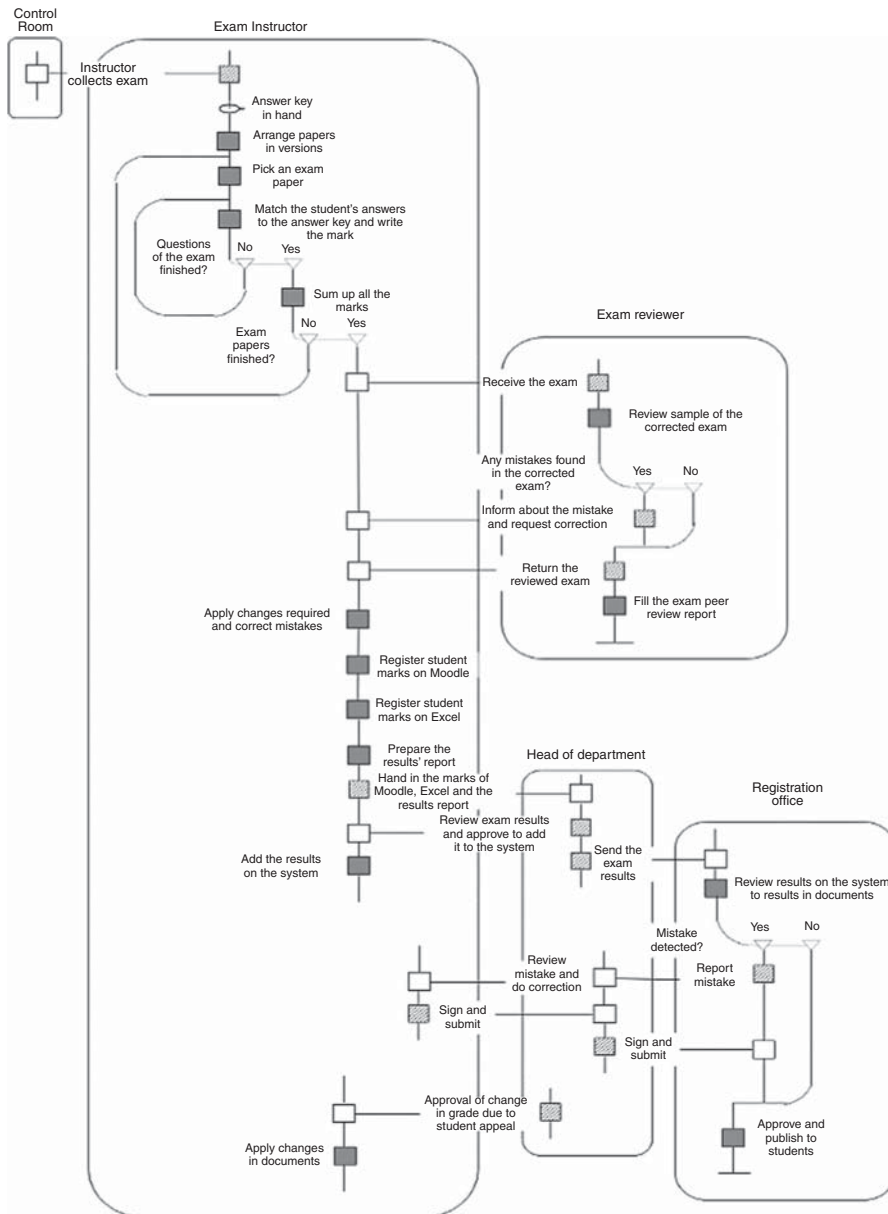 Control
Room
Exam Instructor
Instructor
collects exam
Answer key
in hand
Arrange papers
in versions
Pick an exam
paper
Match the student's answers
to the answer key and write
the mark
Questions
of the exam
finished?
No
Yes
Sum up all the
marks
Exam
papers
finished?
No
Yes
Exam reviewer
Receive the exam
Review sample of the
corrected exam
Any mistakes found
in the corrected
exam?
Yes
No
Inform about the mistake
and request correction
Return the
reviewed exam
Fill the exam peer
review report
Apply changes required
and correct mistakes
Register student
marks on Moodle
Register student
marks on Excel
Prepare the
results' report
Hand in the marks of
Moodle, Excel and the
results report
Review exam results
and approve to add
it to the system
Add the results
on the system
Head of department
Send the
exam
results
Registration
office
Review results on the system
to results in documents
Mistake
detected?
Yes
No
Review
mistake and
do correction
Report
mistake
Sign and
submit
Sign and
submit
Approval of change
in grade due to
student appeal
Apply changes
in documents
Approve and
publish to
students